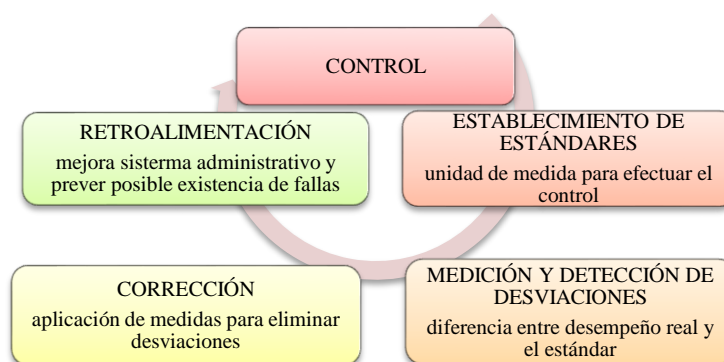 CONTROL
RETROALIMENTACIÓN
mejora sisterma administrativo y
prever posible existencia de fallas
ESTABLECIMIENTO DE
ESTÁNDARES
unidad de medida para efectuar el
control
CORRECCIÓN
aplicación de medidas para eliminar
desviaciones
MEDICIÓN Y DETECCIÓN DE
DESVIACIONES
diferencia entre desempeño real y
el estándar